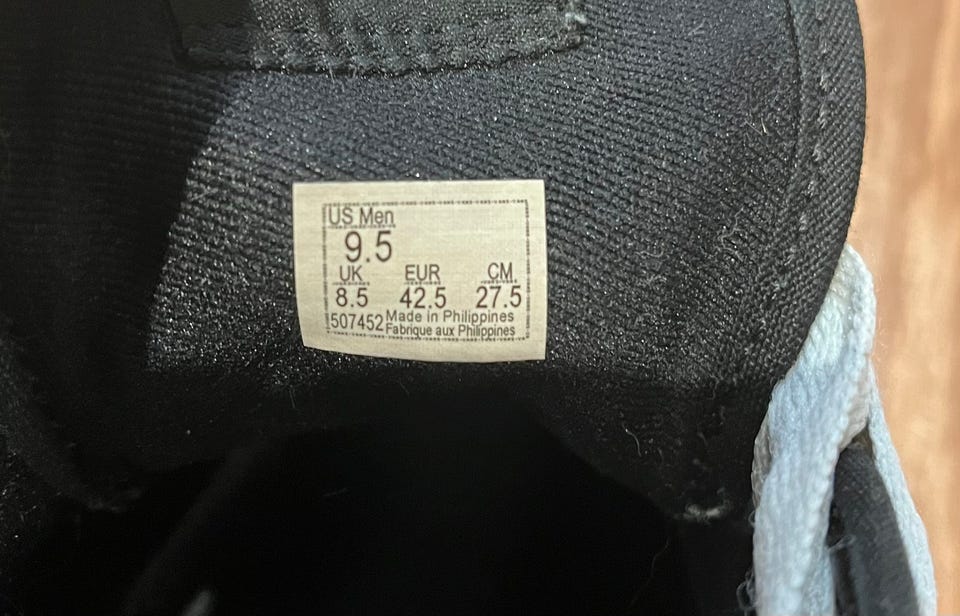 US Men
9.5
UK EUR CM
8.5 42.5 27.5
507452 Made in Philippines
Fabrique aux Philippines